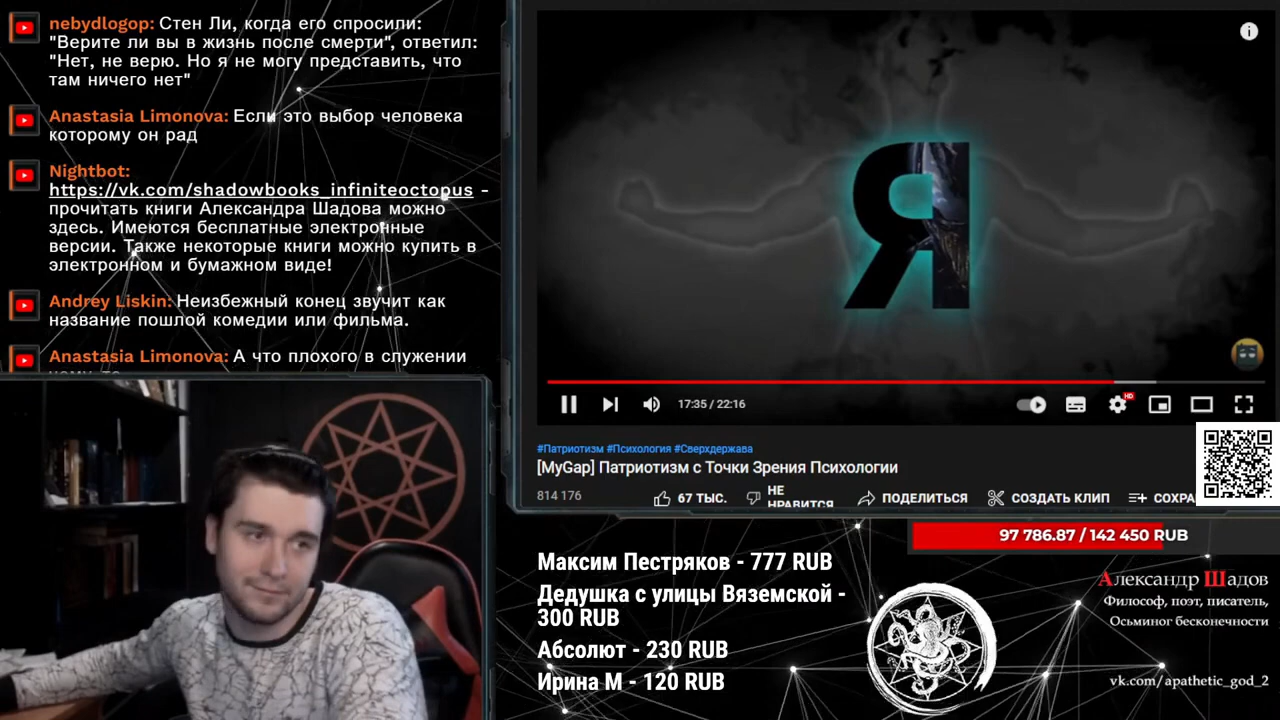 nebydlogop: Стен Ли, когда его спросили:
"Верите ли вы в жизнь после смерти", ответил:
"Нет, не верю. Но я не могу представить, что
там ничего нет"
Anastasia Limonova: Если это выбор человека
которому он рад
Nightbot:
https://vk.com/shadowbooks_infiniteoctopus -
прочитать книги Александра Шадова можно
здесь. Имеются бесплатные электронные
версии. Также некоторые книги можно купить в
электронном и бумажном виде!
Andrey Liskin: Неизбежный конец звучит как
название пошлой комедии или фильма.
Anastasia Limonova: А что плохого в служении
Я
17:35 / 22:16
HD
#Патриотизм #Психология #Сверхдержава
[MyGap] Патриотизм с Точки Зрения Психологии
814 176
67 ТЫС.
НЕ
НРАВИТСЯ
ПОДЕЛИТЬСЯ
СОЗДАТЬ КЛИП
97 786.87 / 142 450 RUB
Максим Пестряков - 777 RUB
Дедушка с улицы Вяземской -
300 RUB
Абсолют - 230 RUB
Ирина М - 120 RUB
Александр Шадов
Философ, поэт, писатель,
Осьминог бесконечности
vk.com/apathetic_god_2